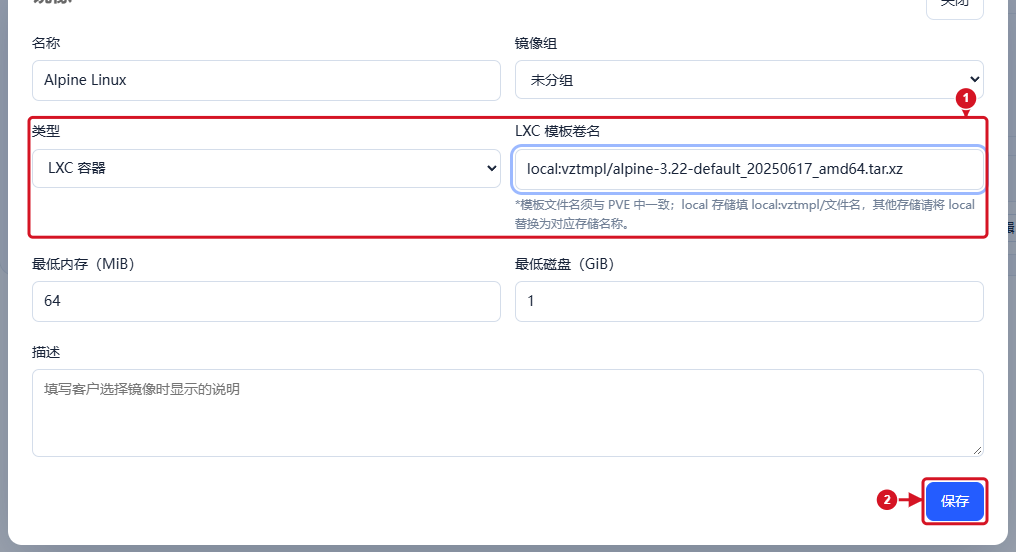 关闭
名称
镜像组
Alpine Linux
未分组
1
类型
LXC 模板卷名
LXC 容器
local:vztmpl/alpine-3.22-default_20250617_amd64.tar.xz
*模板文件名须与 PVE 中一致；local 存储填 local:vztmpl/文件名，其他存储请将 local
替换为对应存储名称。
最低内存（MiB）
最低磁盘（GiB）
64
1
描述
填写客户选择镜像时显示的说明
2
保存